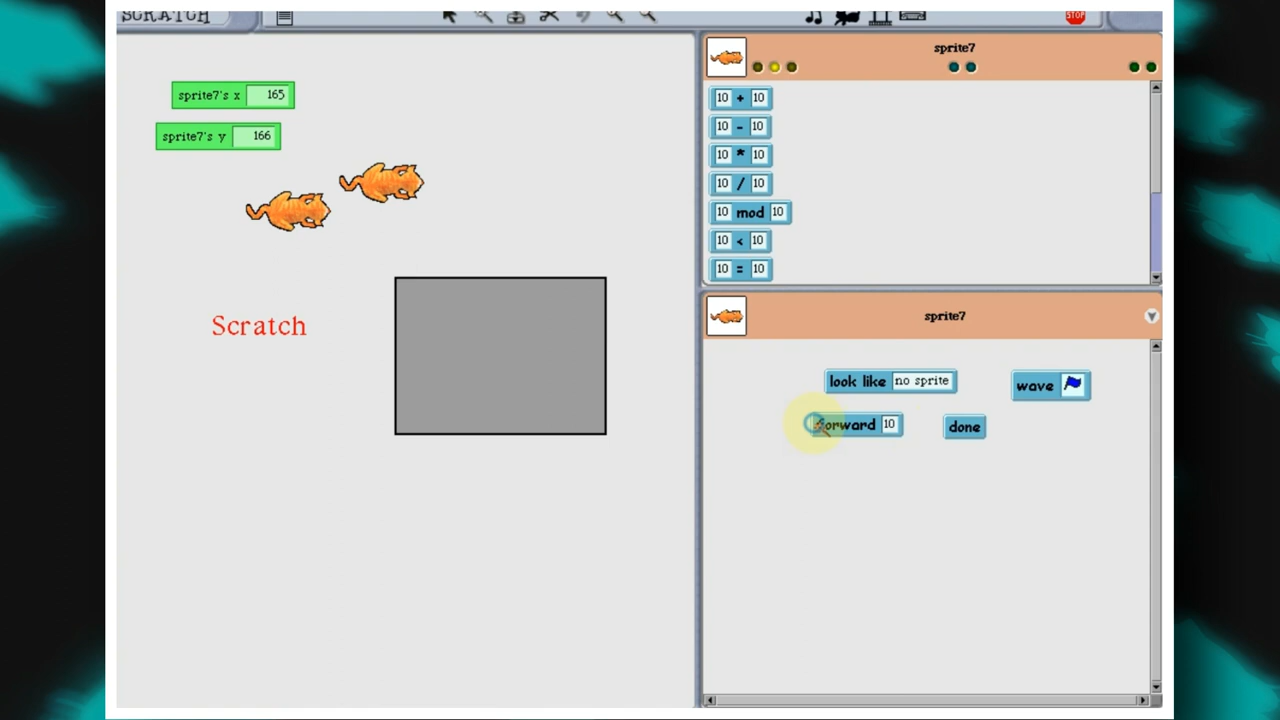 SCRATCH
STOP
sprite7
sprite7's x 165
sprite7's y 166
10 + 10
10 - 10
10 * 10
10 / 10
10 mod 10
10 < 10
10 = 10
sprite7
Scratch
look like no sprite
wave
forward 10
done